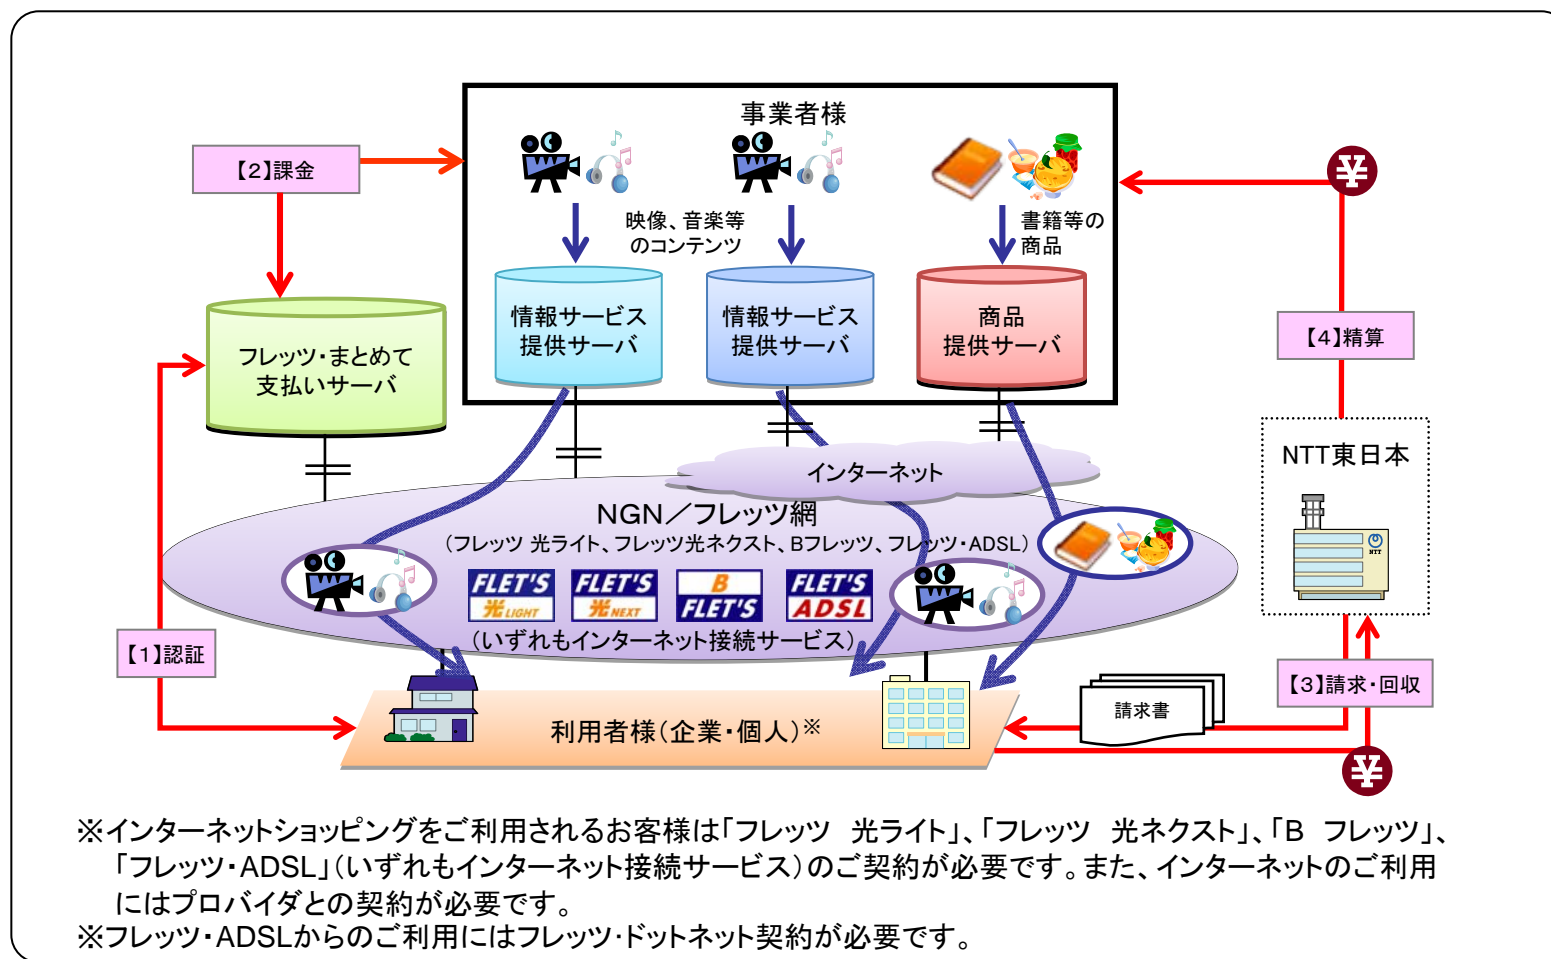 事業者様
【２】課金
映像、音楽等
のコンテンツ
書籍等の
商品
情報サービス
提供サーバ
情報サービス
提供サーバ
商品
提供サーバ
フレッツ・まとめて
支払いサーバ
【４】精算
NTT東日本
NTT
インターネット
NGN／フレッツ網
（フレッツ 光ライト、フレッツ光ネクスト、Bフレッツ、フレッツ・ADSL）
FLET'S
光LIGHT
FLET'S
光NEXT
B
FLET'S
FLET'S
ADSL
（いずれもインターネット接続サービス）
【１】認証
【３】請求・回収
請求書
利用者様（企業・個人）※
¥
¥
※インターネットショッピングをご利用されるお客様は「フレッツ　光ライト」、「フレッツ　光ネクスト」、「B　フレッツ」、
「フレッツ・ADSL」（いずれもインターネット接続サービス）のご契約が必要です。また、インターネットのご利用
にはプロバイダとの契約が必要です。
※フレッツ・ADSLからのご利用にはフレッツ・ドットネット契約が必要です。